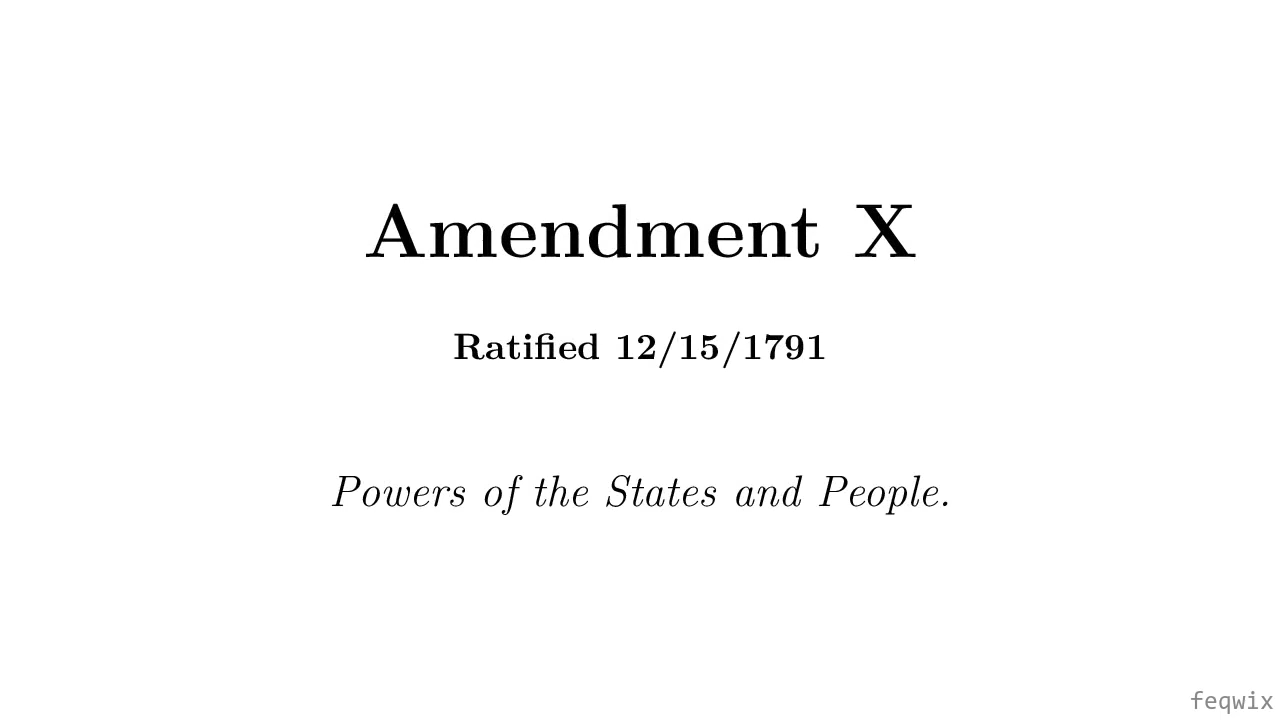 Amendment X
Ratified 12/15/1791
Powers of the States and People.
feqwix